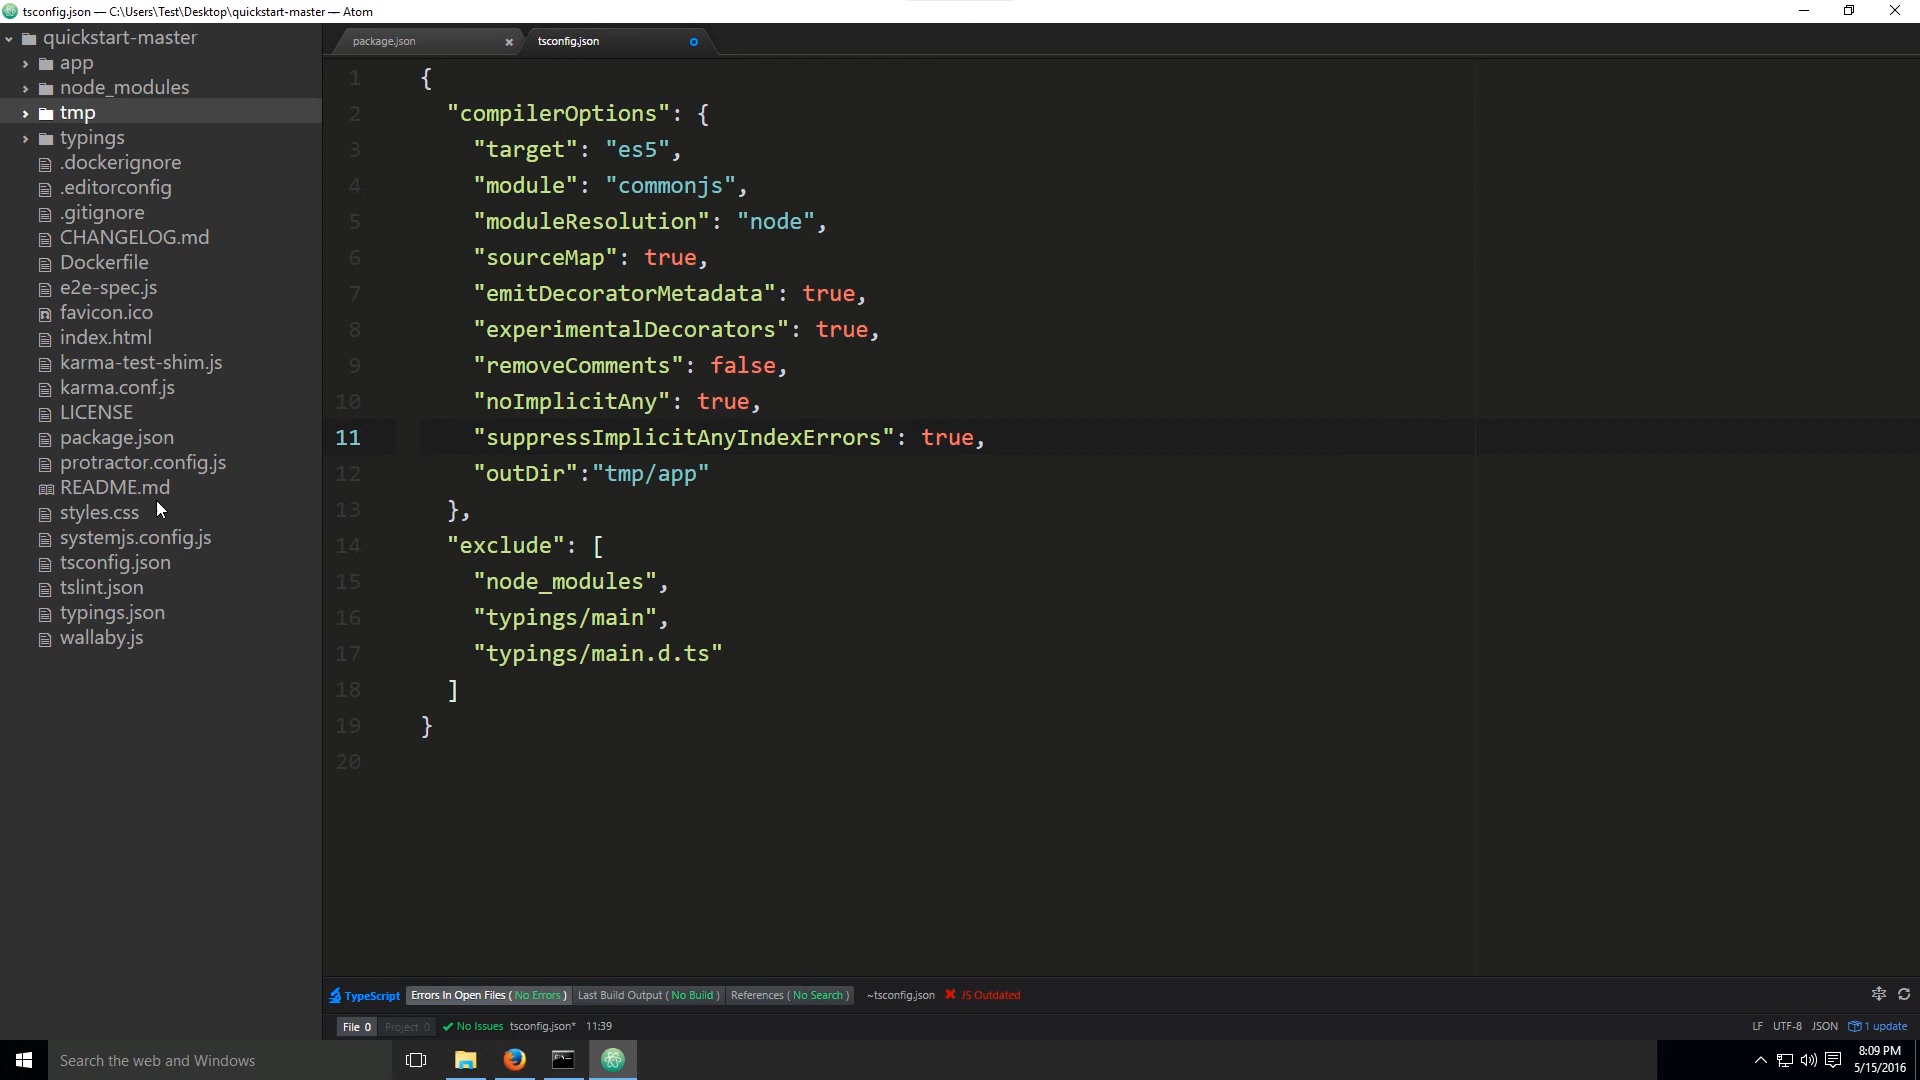 tsconfig.json — C:\Users\Test\Desktop\quickstart-master — Atom
quickstart-master
app
node_modules
tmp
typings
.dockerignore
.editorconfig
.gitignore
CHANGELOG.md
Dockerfile
e2e-spec.js
favicon.ico
index.html
karma-test-shim.js
karma.conf.js
LICENSE
package.json
protractor.config.js
README.md
styles.css
systemjs.config.js
tsconfig.json
tslint.json
typings.json
wallaby.js
package.json
tsconfig.json
1 {
2 "compilerOptions": {
3 "target": "es5",
4 "module": "commonjs",
5 "moduleResolution": "node",
6 "sourceMap": true,
7 "emitDecoratorMetadata": true,
8 "experimentalDecorators": true,
9 "removeComments": false,
10 "noImplicitAny": true,
11 "suppressImplicitAnyIndexErrors": true,
12 "outDir":"tmp/app"
13 },
14 "exclude": [
15 "node_modules",
16 "typings/main",
17 "typings/main.d.ts"
18 ]
19 }
20
TypeScript Errors In Open Files ( No Errors ) Last Build Output ( No Build ) References ( No Search ) ~tsconfig.json JS Outdated
File 0 Project 0 No Issues tsconfig.json* 11:39 LF UTF-8 JSON 1 update
Search the web and Windows
8:09 PM
5/15/2016